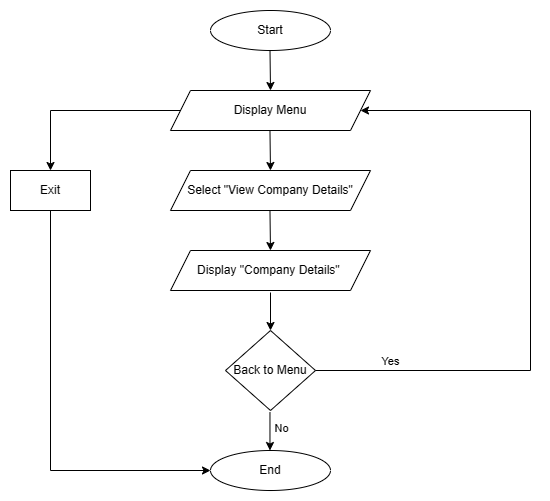 Start
Display Menu
Exit
Select "View Company Details"
Display "Company Details"
Back to Menu
Yes
No
End